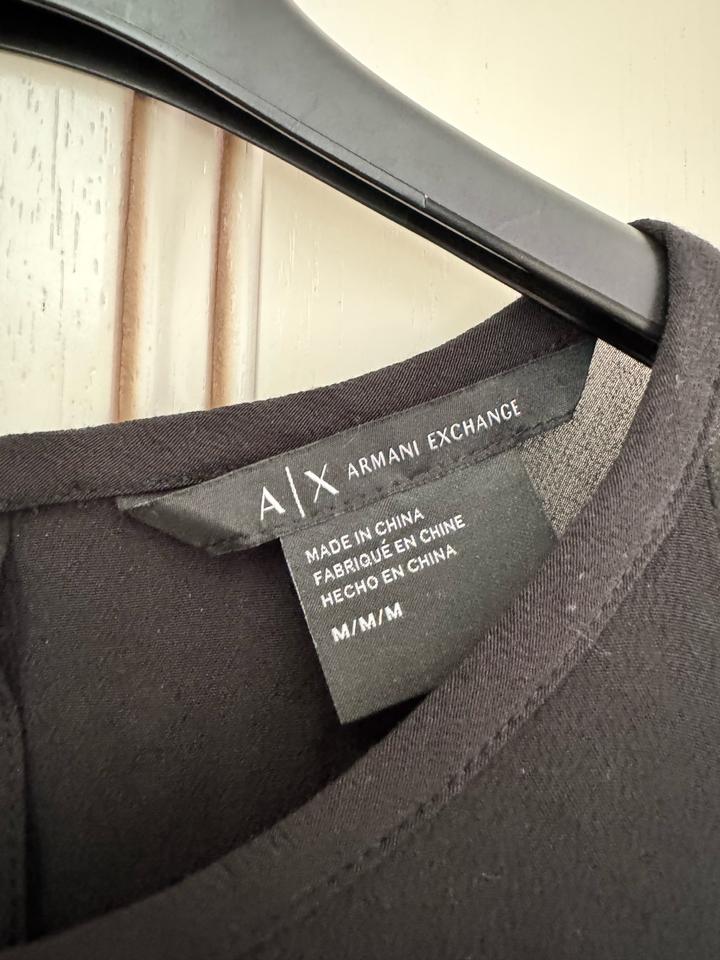 A|X ARMANI EXCHANGE
MADE IN CHINA
FABRIQUÉ EN CHINE
HECHO EN CHINA
M/M/M